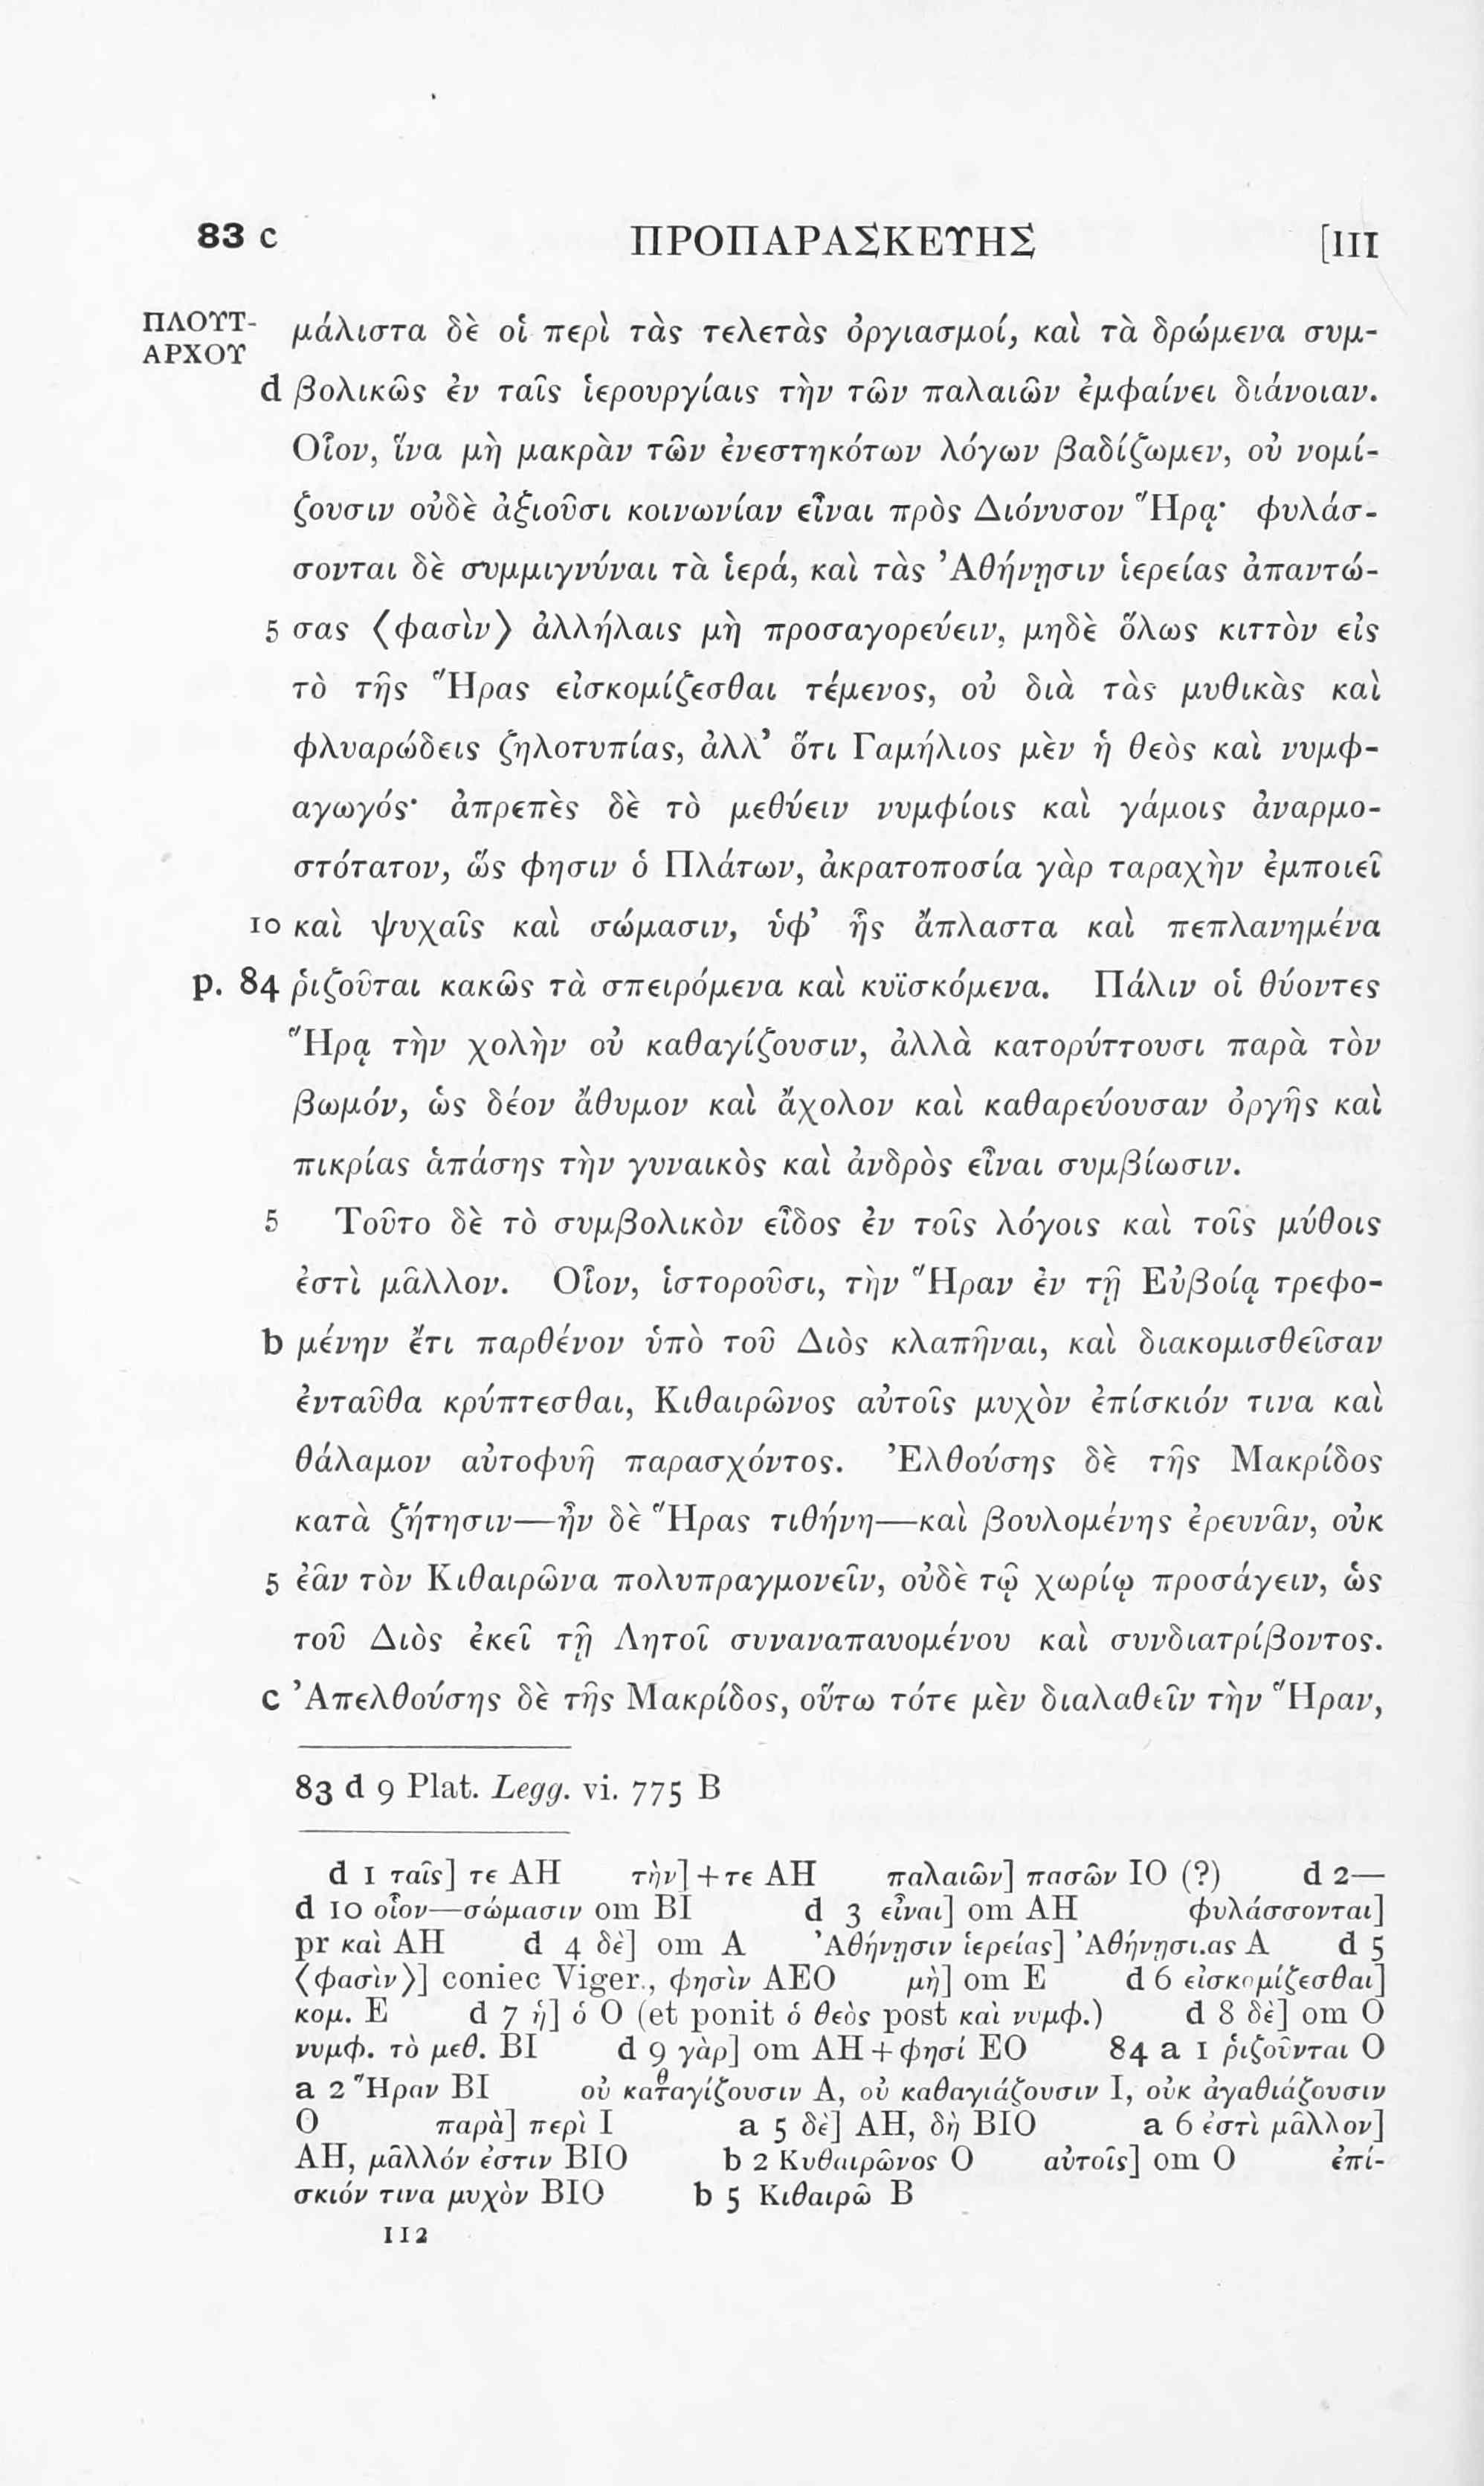 83 c ΠΡΟΠΑΡΑΣΚΕΥΗΣ [III
ΠΛΟΥΤ-
ΑΡΧΟΥ
μάλιστα δὲ οἱ περὶ τὰς τελετὰς ὀργιασμοί, καὶ τὰ δρώμενα συμ-
d βολικῶς ἐν ταῖς ἱερουργίαις τὴν τῶν παλαιῶν ἐμφαίνει διάνοιαν.
Οἷον, ἵνα μὴ μακρὰν τῶν ἐνεστηκότων λόγων βαδίζωμεν, οὐ νομί-
ζουσιν οὐδὲ ἀξιοῦσι κοινωνίαν εἶναι πρὸς Διόνυσον Ἥρᾳ· φυλάσ-
σονται δὲ συμμιγνύναι τὰ ἱερά, καὶ τὰς Ἀθήνῃσιν ἱερείας ἀπαντώ-
5 σας ⟨φασὶν⟩ ἀλλήλαις μὴ προσαγορεύειν, μηδὲ ὅλως κιττὸν εἰς
τὸ τῆς Ἥρας εἰσκομίζεσθαι τέμενος, οὐ διὰ τὰς μυθικὰς καὶ
φλυαρώδεις ζηλοτυπίας, ἀλλ’ ὅτι Γαμήλιος μὲν ἡ θεὸς καὶ νυμφ-
αγωγός· ἀπρεπὲς δὲ τὸ μεθύειν νυμφίοις καὶ γάμοις ἀναρμο-
στότατον, ὥς φησιν ὁ Πλάτων, ἀκρατοποσία γὰρ ταραχὴν ἐμποιεῖ
10 καὶ ψυχαῖς καὶ σώμασιν, ὑφ’ ἧς ἄπλαστα καὶ πεπλανημένα
p. 84 ῥιζοῦται κακῶς τὰ σπειρόμενα καὶ κυϊσκόμενα. Πάλιν οἱ θύοντες
Ἥρᾳ τὴν χολὴν οὐ καθαγίζουσιν, ἀλλὰ κατορύττουσι παρὰ τὸν
βωμόν, ὡς δέον ἄθυμον καὶ ἄχολον καὶ καθαρεύουσαν ὀργῆς καὶ
πικρίας ἁπάσης τὴν γυναικὸς καὶ ἀνδρὸς εἶναι συμβίωσιν.
5 Τοῦτο δὲ τὸ συμβολικὸν εἶδος ἐν τοῖς λόγοις καὶ τοῖς μύθοις
ἐστὶ μᾶλλον. Οἷον, ἱστοροῦσι, τὴν Ἥραν ἐν τῇ Εὐβοίᾳ τρεφο-
b μένην ἔτι παρθένον ὑπὸ τοῦ Διὸς κλαπῆναι, καὶ διακομισθεῖσαν
ἐνταῦθα κρύπτεσθαι, Κιθαιρῶνος αὐτοῖς μυχὸν ἐπίσκιόν τινα καὶ
θάλαμον αὐτοφυῆ παρασχόντος. Ἐλθούσης δὲ τῆς Μακρίδος
κατὰ ζήτησιν—ἦν δὲ Ἥρας τιθήνη—καὶ βουλομένης ἐρευνᾶν, οὐκ
5 ἐᾶν τὸν Κιθαιρῶνα πολυπραγμονεῖν, οὐδὲ τῷ χωρίῳ προσάγειν, ὡς
τοῦ Διὸς ἐκεῖ τῇ Λητοῖ συναναπαυομένου καὶ συνδιατρίβοντος.
c Ἀπελθούσης δὲ τῆς Μακρίδος, οὕτω τότε μὲν διαλαθεῖν τὴν Ἥραν,
83 d 9 Plat. Legg. vi. 775 B
d 1 ταῖς] τε AH τὴν]+τε AH παλαιῶν] πασῶν IO (?) d 2—
d 10 οἷον—σώμασιν om BI d 3 εἶναι] om AH φυλάσσονται]
pr καὶ AH d 4 δὲ] om A Ἀθήνῃσιν ἱερείας] Ἀθήνῃσι.ας A d 5
⟨φασὶν⟩] coniec Viger., φησὶν AEO μὴ] om E d 6 εἰσκομίζεσθαι]
κομ. E d 7 ἡ] ὁ O (et ponit ὁ θεὸς post καὶ νυμφ.) d 8 δὲ] om O
νυμφ. τὸ μεθ. BI d 9 γὰρ] om AH+φησί EO 84 a 1 ῥιζοῦνται O
a 2 Ἥραν BI οὐ καταθγίζουσιν A, οὐ καθαγιάζουσιν I, οὐκ ἀγαθιάζουσιν
O παρὰ] περὶ I a 5 δὲ] AH, δὴ BIO a 6 ἐστὶ μᾶλλον]
AH, μᾶλλόν ἐστιν BIO b 2 Κυθαιρῶνος O αὐτοῖς] om O ἐπί-
σκιόν τινα μυχὸν BIO b 5 Κιθαιρῶ B
112